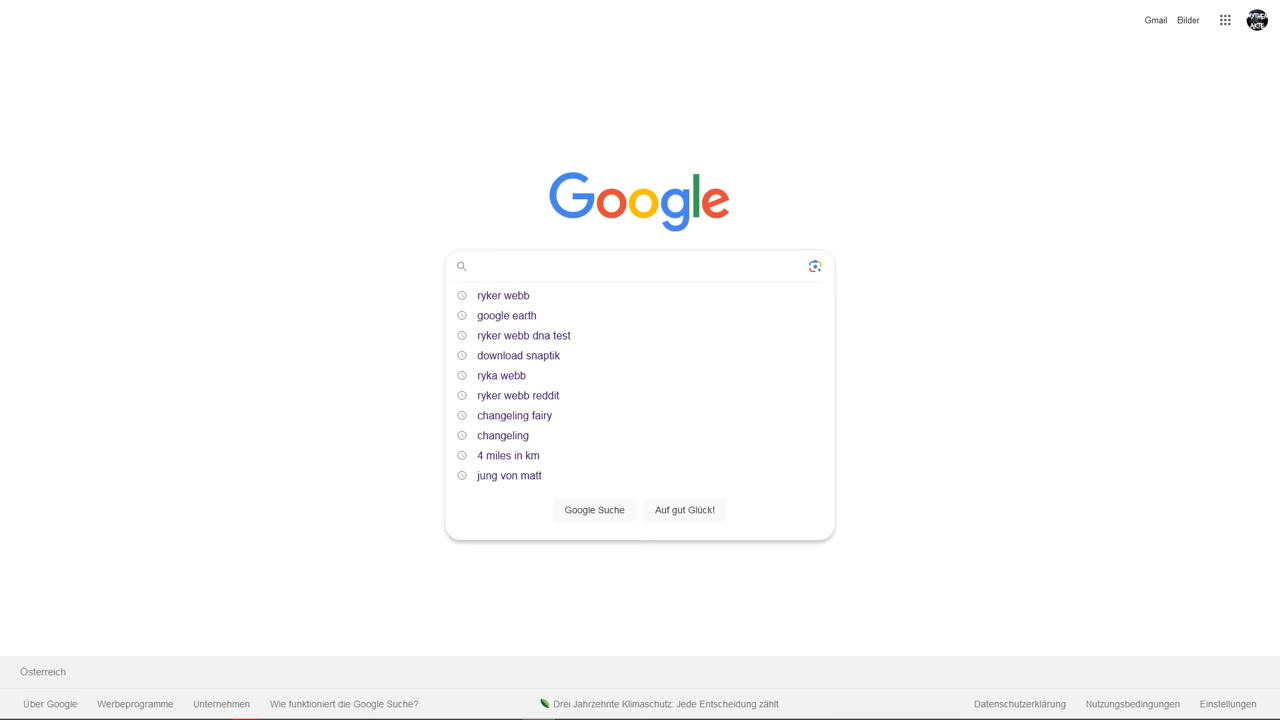 Gmail Bilder
MYTHEN
AKTE
Google
ryker webb
google earth
ryker webb dna test
download snaptik
ryka webb
ryker webb reddit
changeling fairy
changeling
4 miles in km
jung von matt
Google Suche Auf gut Glück!
Österreich
Über Google Werbeprogramme Unternehmen Wie funktioniert die Google Suche? Drei Jahrzehnte Klimaschutz: Jede Entscheidung zählt Datenschutzerklärung Nutzungsbedingungen Einstellungen